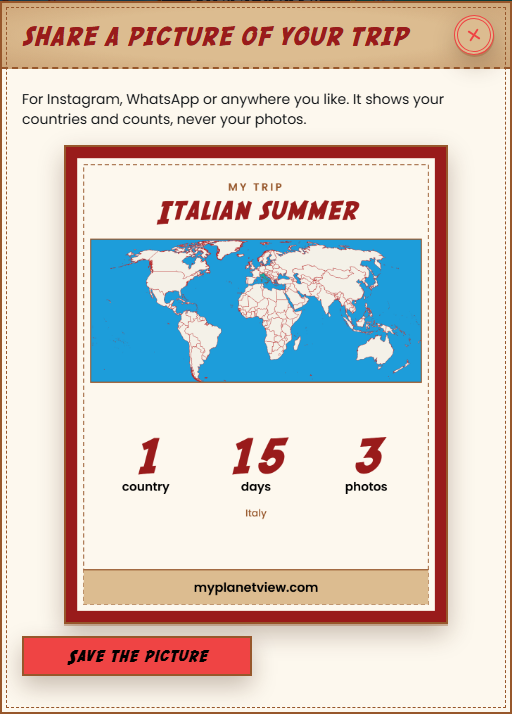 SHARE A PICTURE OF YOUR TRIP
For Instagram, WhatsApp or anywhere you like. It shows your
countries and counts, never your photos.
MY TRIP
ITALIAN SUMMER
1 15 3
country days photos
Italy
myplanetview.com
SAVE THE PICTURE